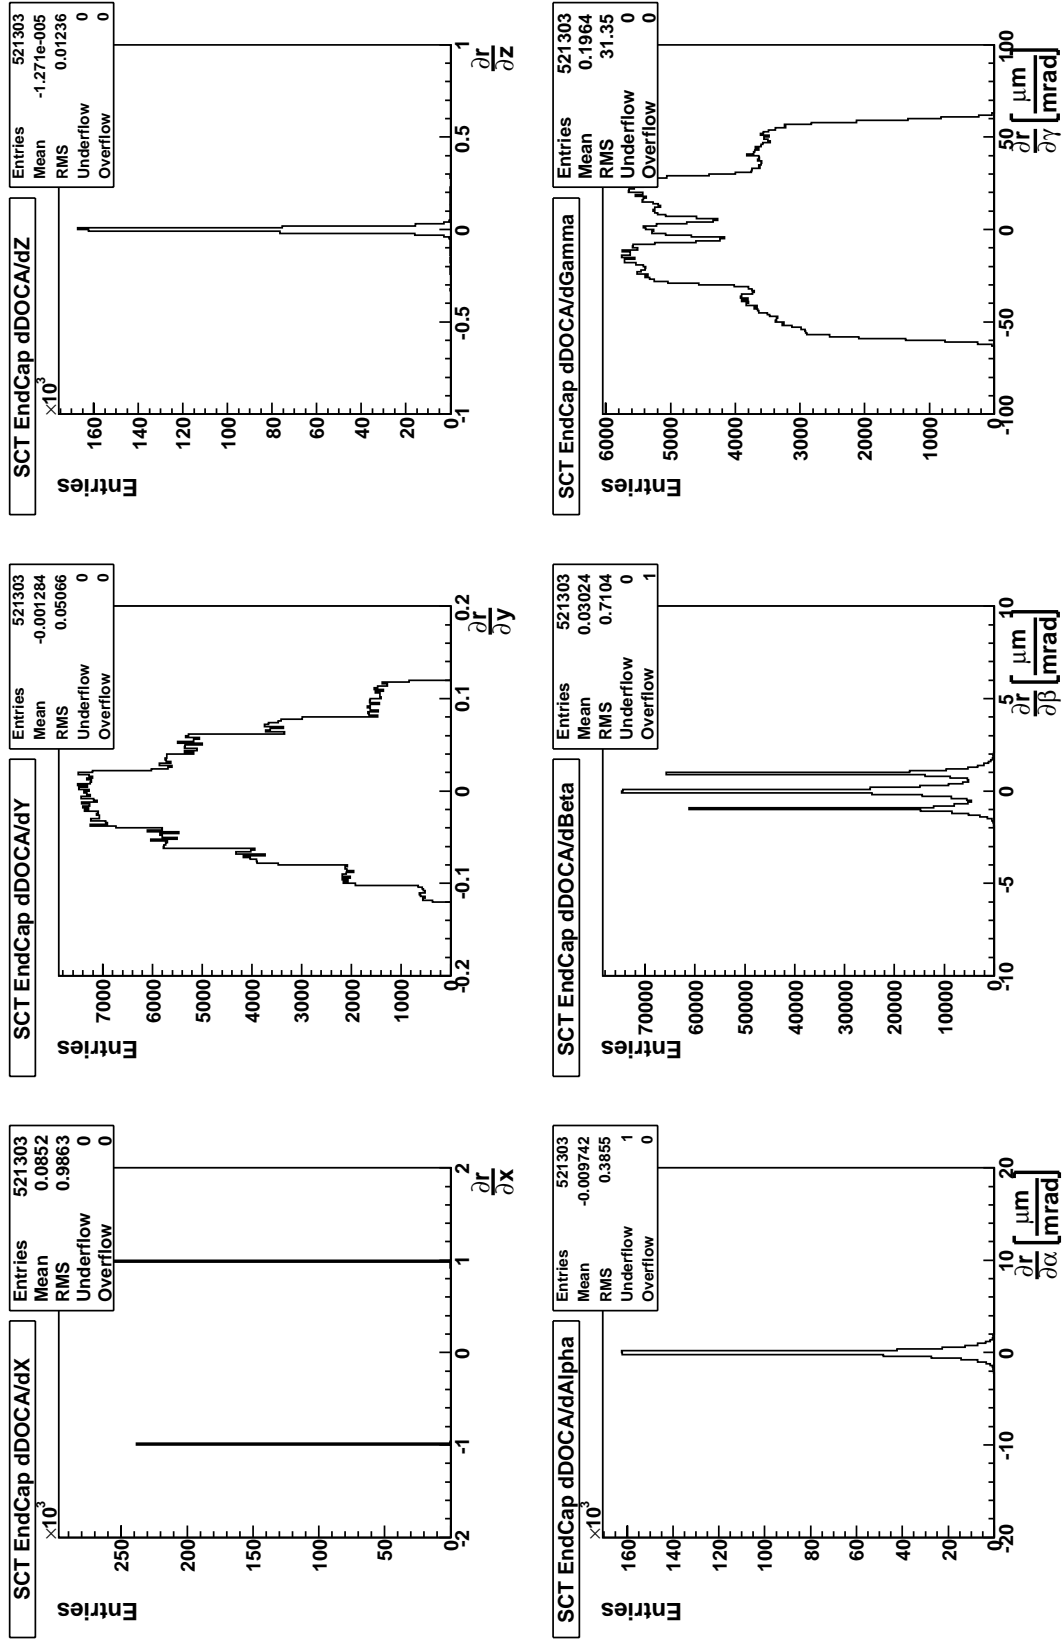 SCT EndCap dDOCA/dX
Entries 521303
Mean 0.0852
RMS 0.9863
Underflow 0
Overflow 0
×10³
Entries
250
200
150
100
50
0
-2 -1 0 1 2
∂r
∂x
SCT EndCap dDOCA/dY
Entries 521303
Mean -0.001284
RMS 0.05066
Underflow 0
Overflow 0
Entries
7000
6000
5000
4000
3000
2000
1000
0
-0.2 -0.1 0 0.1 0.2
∂r
∂y
SCT EndCap dDOCA/dZ
Entries 521303
Mean -1.271e-005
RMS 0.01236
Underflow 0
Overflow 0
×10³
Entries
160
140
120
100
80
60
40
20
0
-1 -0.5 0 0.5 1
∂r
∂z
SCT EndCap dDOCA/dAlpha
Entries 521303
Mean -0.009742
RMS 0.3855
Underflow 1
Overflow 0
×10³
Entries
160
140
120
100
80
60
40
20
0
-20 -10 0 10 20
∂r [ μm ]
∂α [ mrad ]
SCT EndCap dDOCA/dBeta
Entries 521303
Mean 0.03024
RMS 0.7104
Underflow 0
Overflow 1
Entries
70000
60000
50000
40000
30000
20000
10000
0
-10 -5 0 5 10
∂r [ μm ]
∂β [ mrad ]
SCT EndCap dDOCA/dGamma
Entries 521303
Mean 0.1964
RMS 31.35
Underflow 0
Overflow 0
Entries
6000
5000
4000
3000
2000
1000
0
-100 -50 0 50 100
∂r [ μm ]
∂γ [ mrad ]